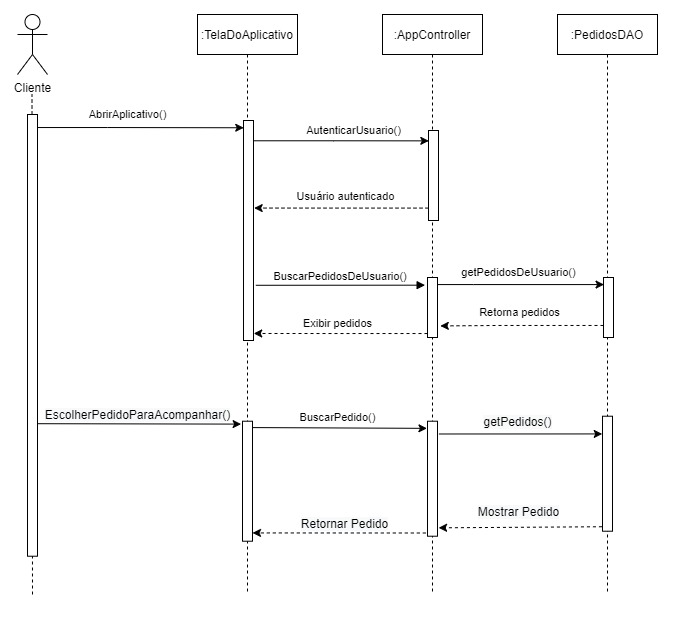 :TelaDoAplicativo
:AppController
:PedidosDAO
Cliente
AbrirAplicativo()
AutenticarUsuario()
Usuário autenticado
BuscarPedidosDeUsuario()
getPedidosDeUsuario()
Retorna pedidos
Exibir pedidos
EscolherPedidoParaAcompanhar()
BuscarPedido()
getPedidos()
Mostrar Pedido
Retornar Pedido